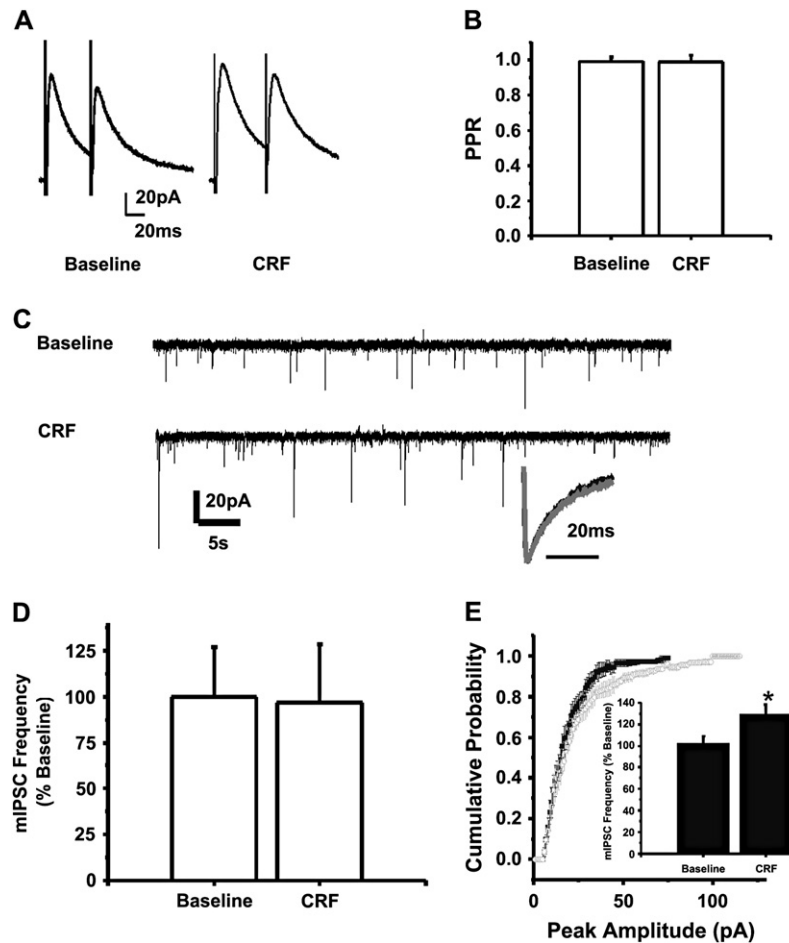 A
20pA
20ms
Baseline CRF
B
PPR
1.0
0.8
0.6
0.4
0.2
0.0
Baseline CRF
C
Baseline
CRF
20pA
5s
20ms
D
mIPSC Frequency
(% Baseline)
125
100
75
50
25
0
Baseline CRF
E
Cumulative Probability
1.0
0.8
0.6
0.4
0.2
0.0
0 50 100
Peak Amplitude (pA)
mIPSC Frequency (% Baseline)
140
120
100
80
60
40
20
0
*
Baseline CRF